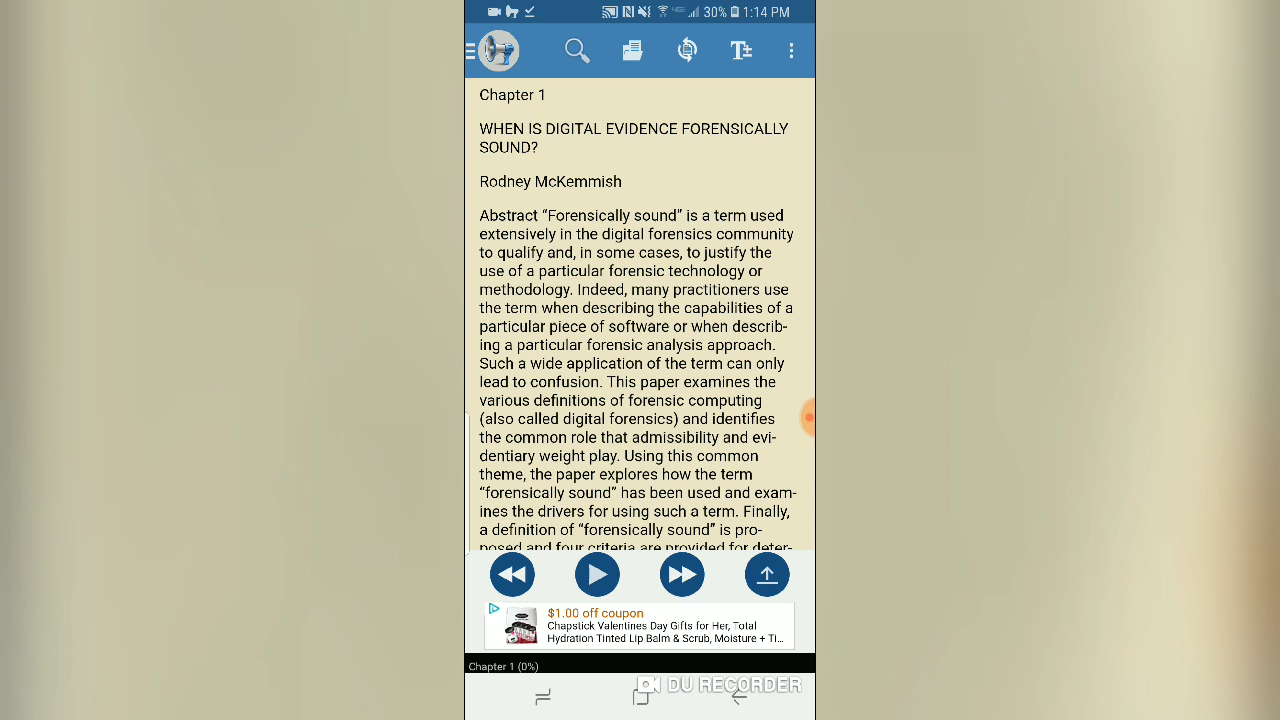 30% 1:14 PM
T±
Chapter 1
WHEN IS DIGITAL EVIDENCE FORENSICALLY
SOUND?
Rodney McKemmish
Abstract “Forensically sound” is a term used
extensively in the digital forensics community
to qualify and, in some cases, to justify the
use of a particular forensic technology or
methodology. Indeed, many practitioners use
the term when describing the capabilities of a
particular piece of software or when describ-
ing a particular forensic analysis approach.
Such a wide application of the term can only
lead to confusion. This paper examines the
various definitions of forensic computing
(also called digital forensics) and identifies
the common role that admissibility and evi-
dentiary weight play. Using this common
theme, the paper explores how the term
“forensically sound” has been used and exam-
ines the drivers for using such a term. Finally,
a definition of “forensically sound” is pro-
posed and four criteria are provided for deter-
$1.00 off coupon
Chapstick Valentines Day Gifts for Her, Total
Hydration Tinted Lip Balm & Scrub, Moisture + Ti...
Chapter 1 (0%)
DU RECORDER